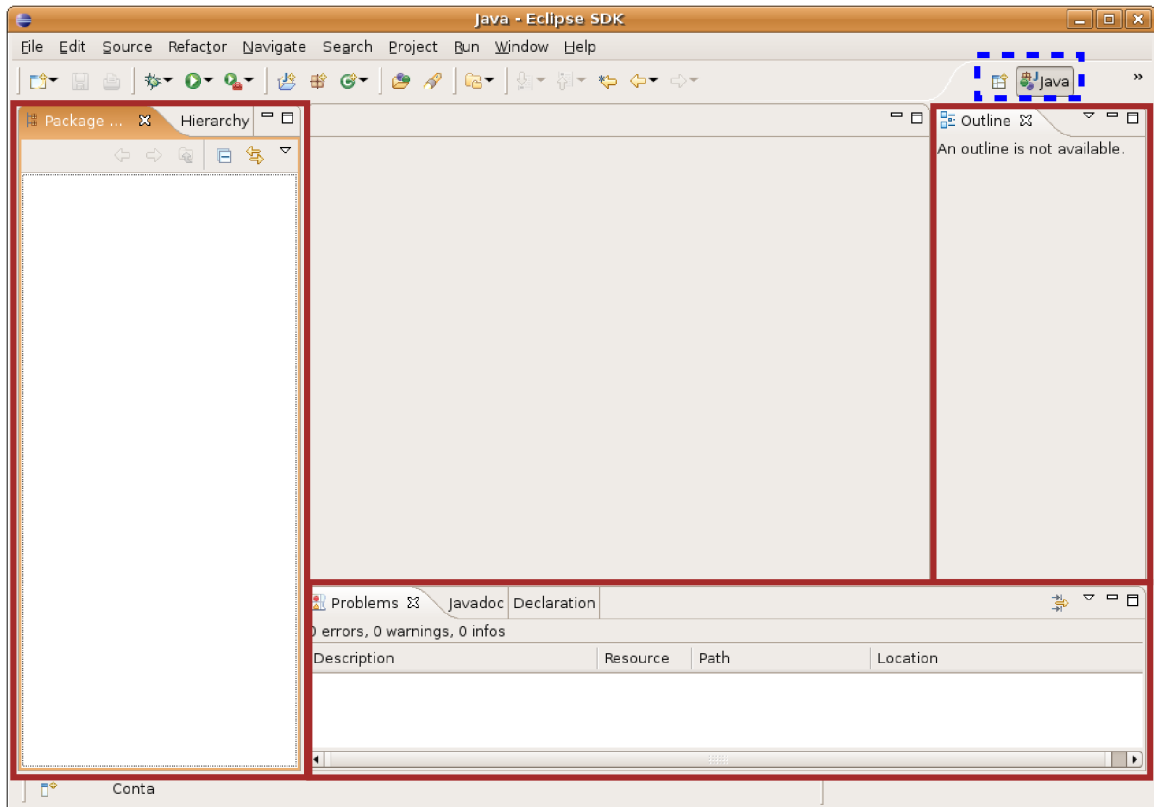 Java - Eclipse SDK
File Edit Source Refactor Navigate Search Project Run Window Help
Java »
Package ... Hierarchy
Outline
An outline is not available.
Problems Javadoc Declaration
0 errors, 0 warnings, 0 infos
Description Resource Path Location
Conta